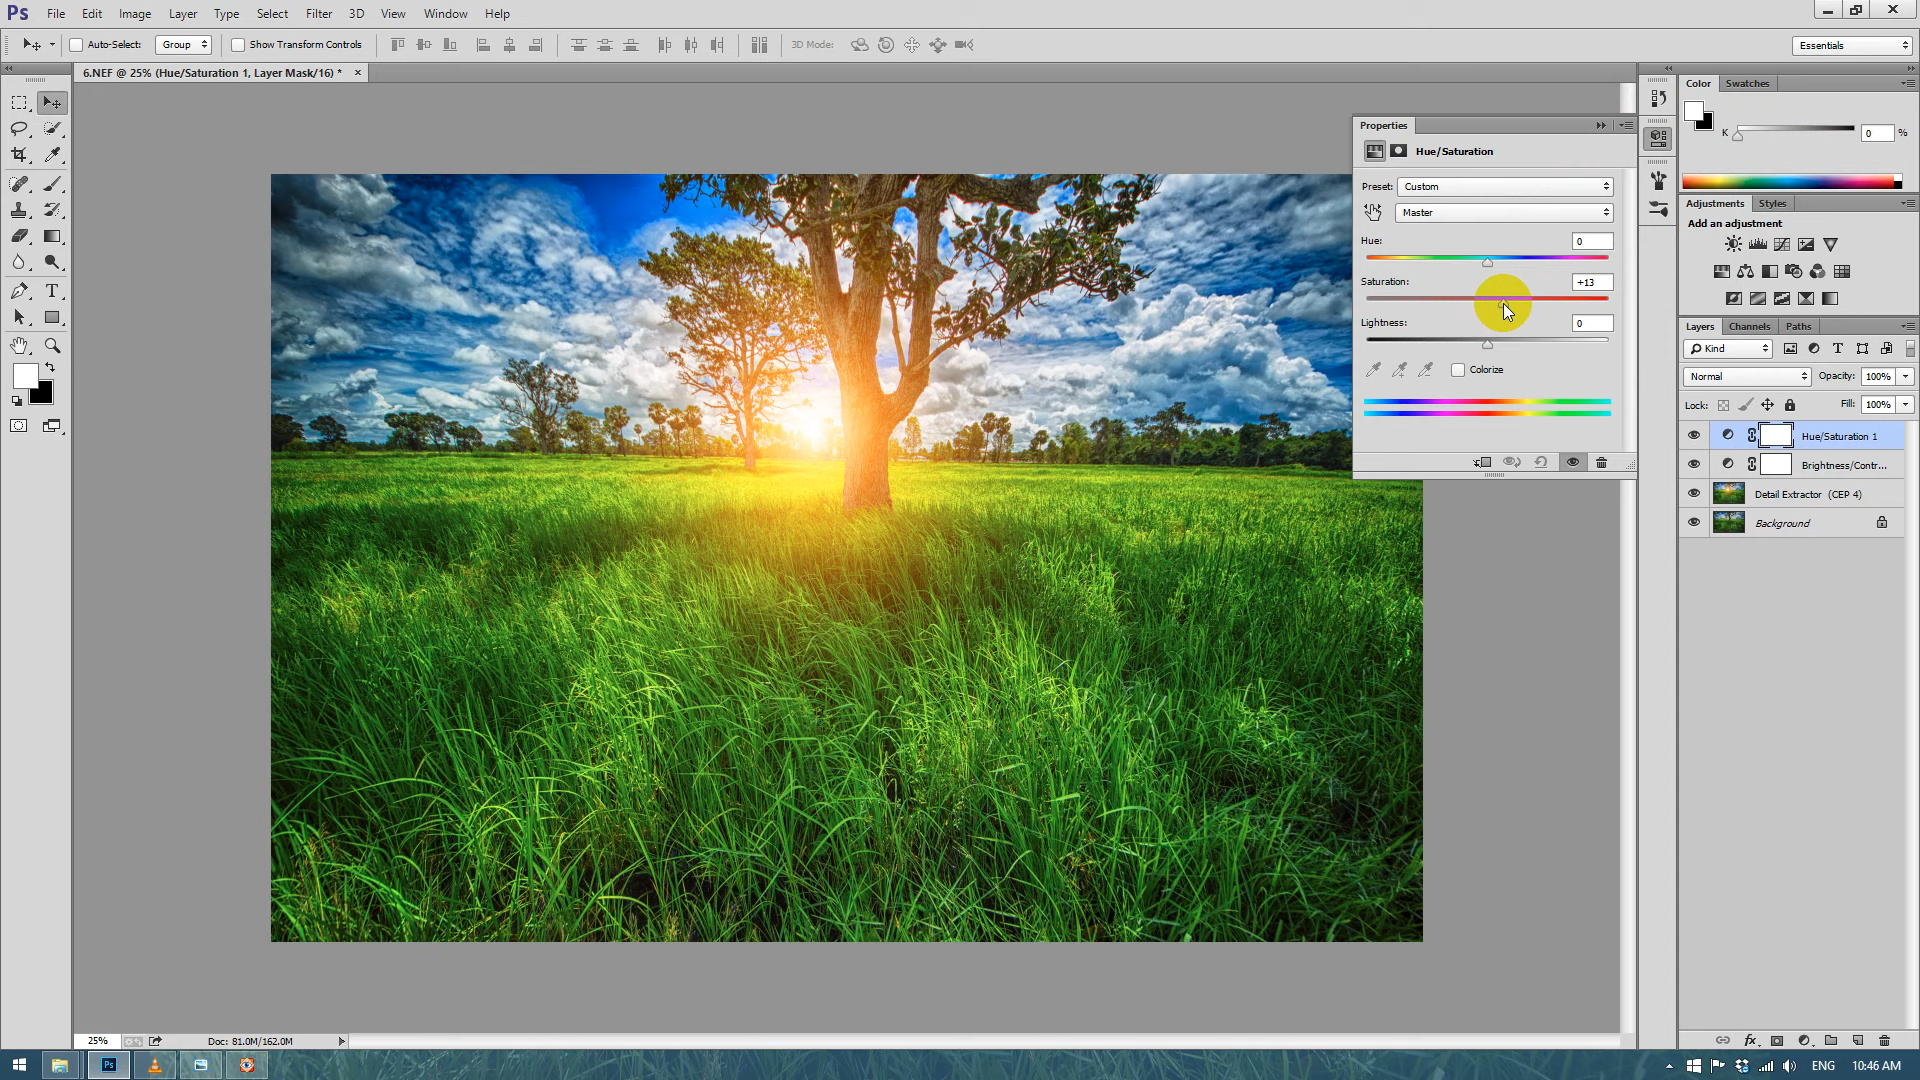 Ps File Edit Image Layer Type Select Filter 3D View Window Help
Auto-Select: Group Show Transform Controls 3D Mode: Essentials
6.NEF @ 25% (Hue/Saturation 1, Layer Mask/16) * ×
Color Swatches
K 0 %
Properties
Hue/Saturation
Preset: Custom
Master
Hue: 0
Saturation: +13
Lightness: 0
Colorize
Adjustments Styles
Add an adjustment
Layers Channels Paths
Kind
Normal Opacity: 100%
Lock: Fill: 100%
Hue/Saturation 1
Brightness/Contr...
Detail Extractor (CEP 4)
Background
fx
25% Doc: 81.0M/162.0M
Ps ENG 10:46 AM